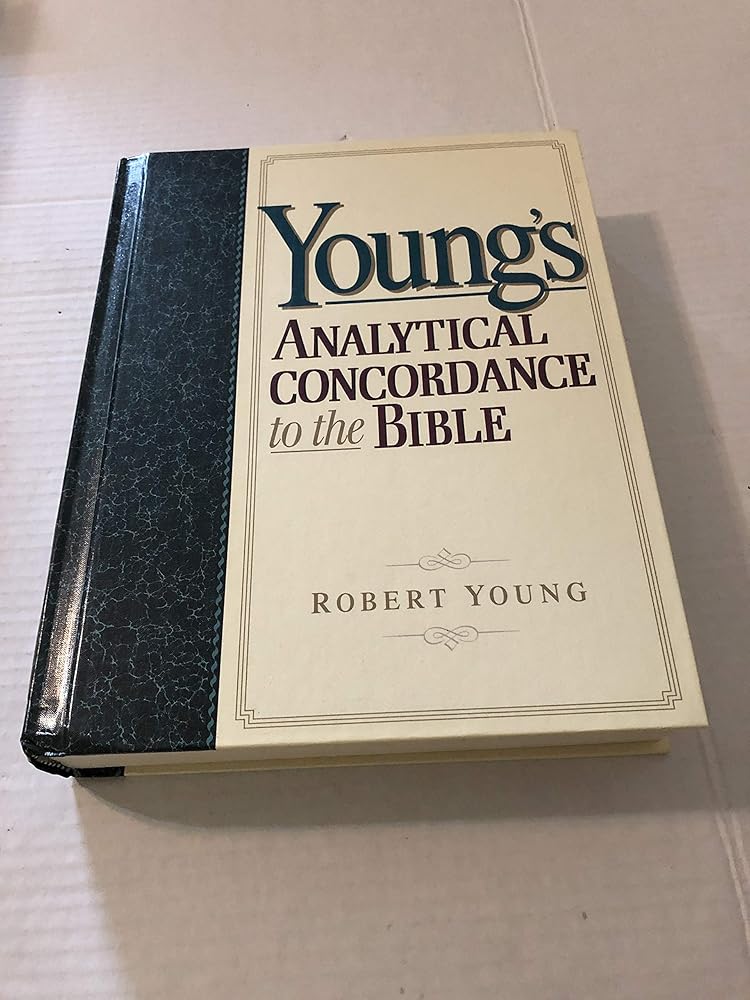 Young's
ANALYTICAL
CONCORDANCE
to the BIBLE
ROBERT YOUNG